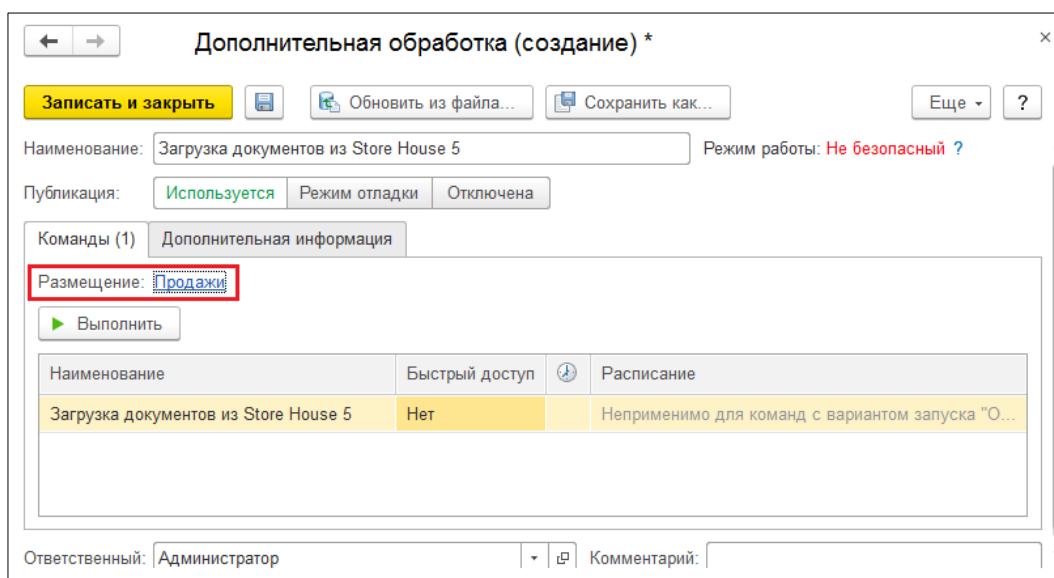 Дополнительная обработка (создание) *
Записать и закрыть Обновить из файла... Сохранить как... Еще ?
Наименование: Загрузка документов из Store House 5 Режим работы: Не безопасный ?
Публикация: Используется Режим отладки Отключена
Команды (1) Дополнительная информация
Размещение: Продажи
Выполнить
Наименование Быстрый доступ Расписание
Загрузка документов из Store House 5 Нет Неприменимо для команд с вариантом запуска "О...
Ответственный: Администратор Комментарий: